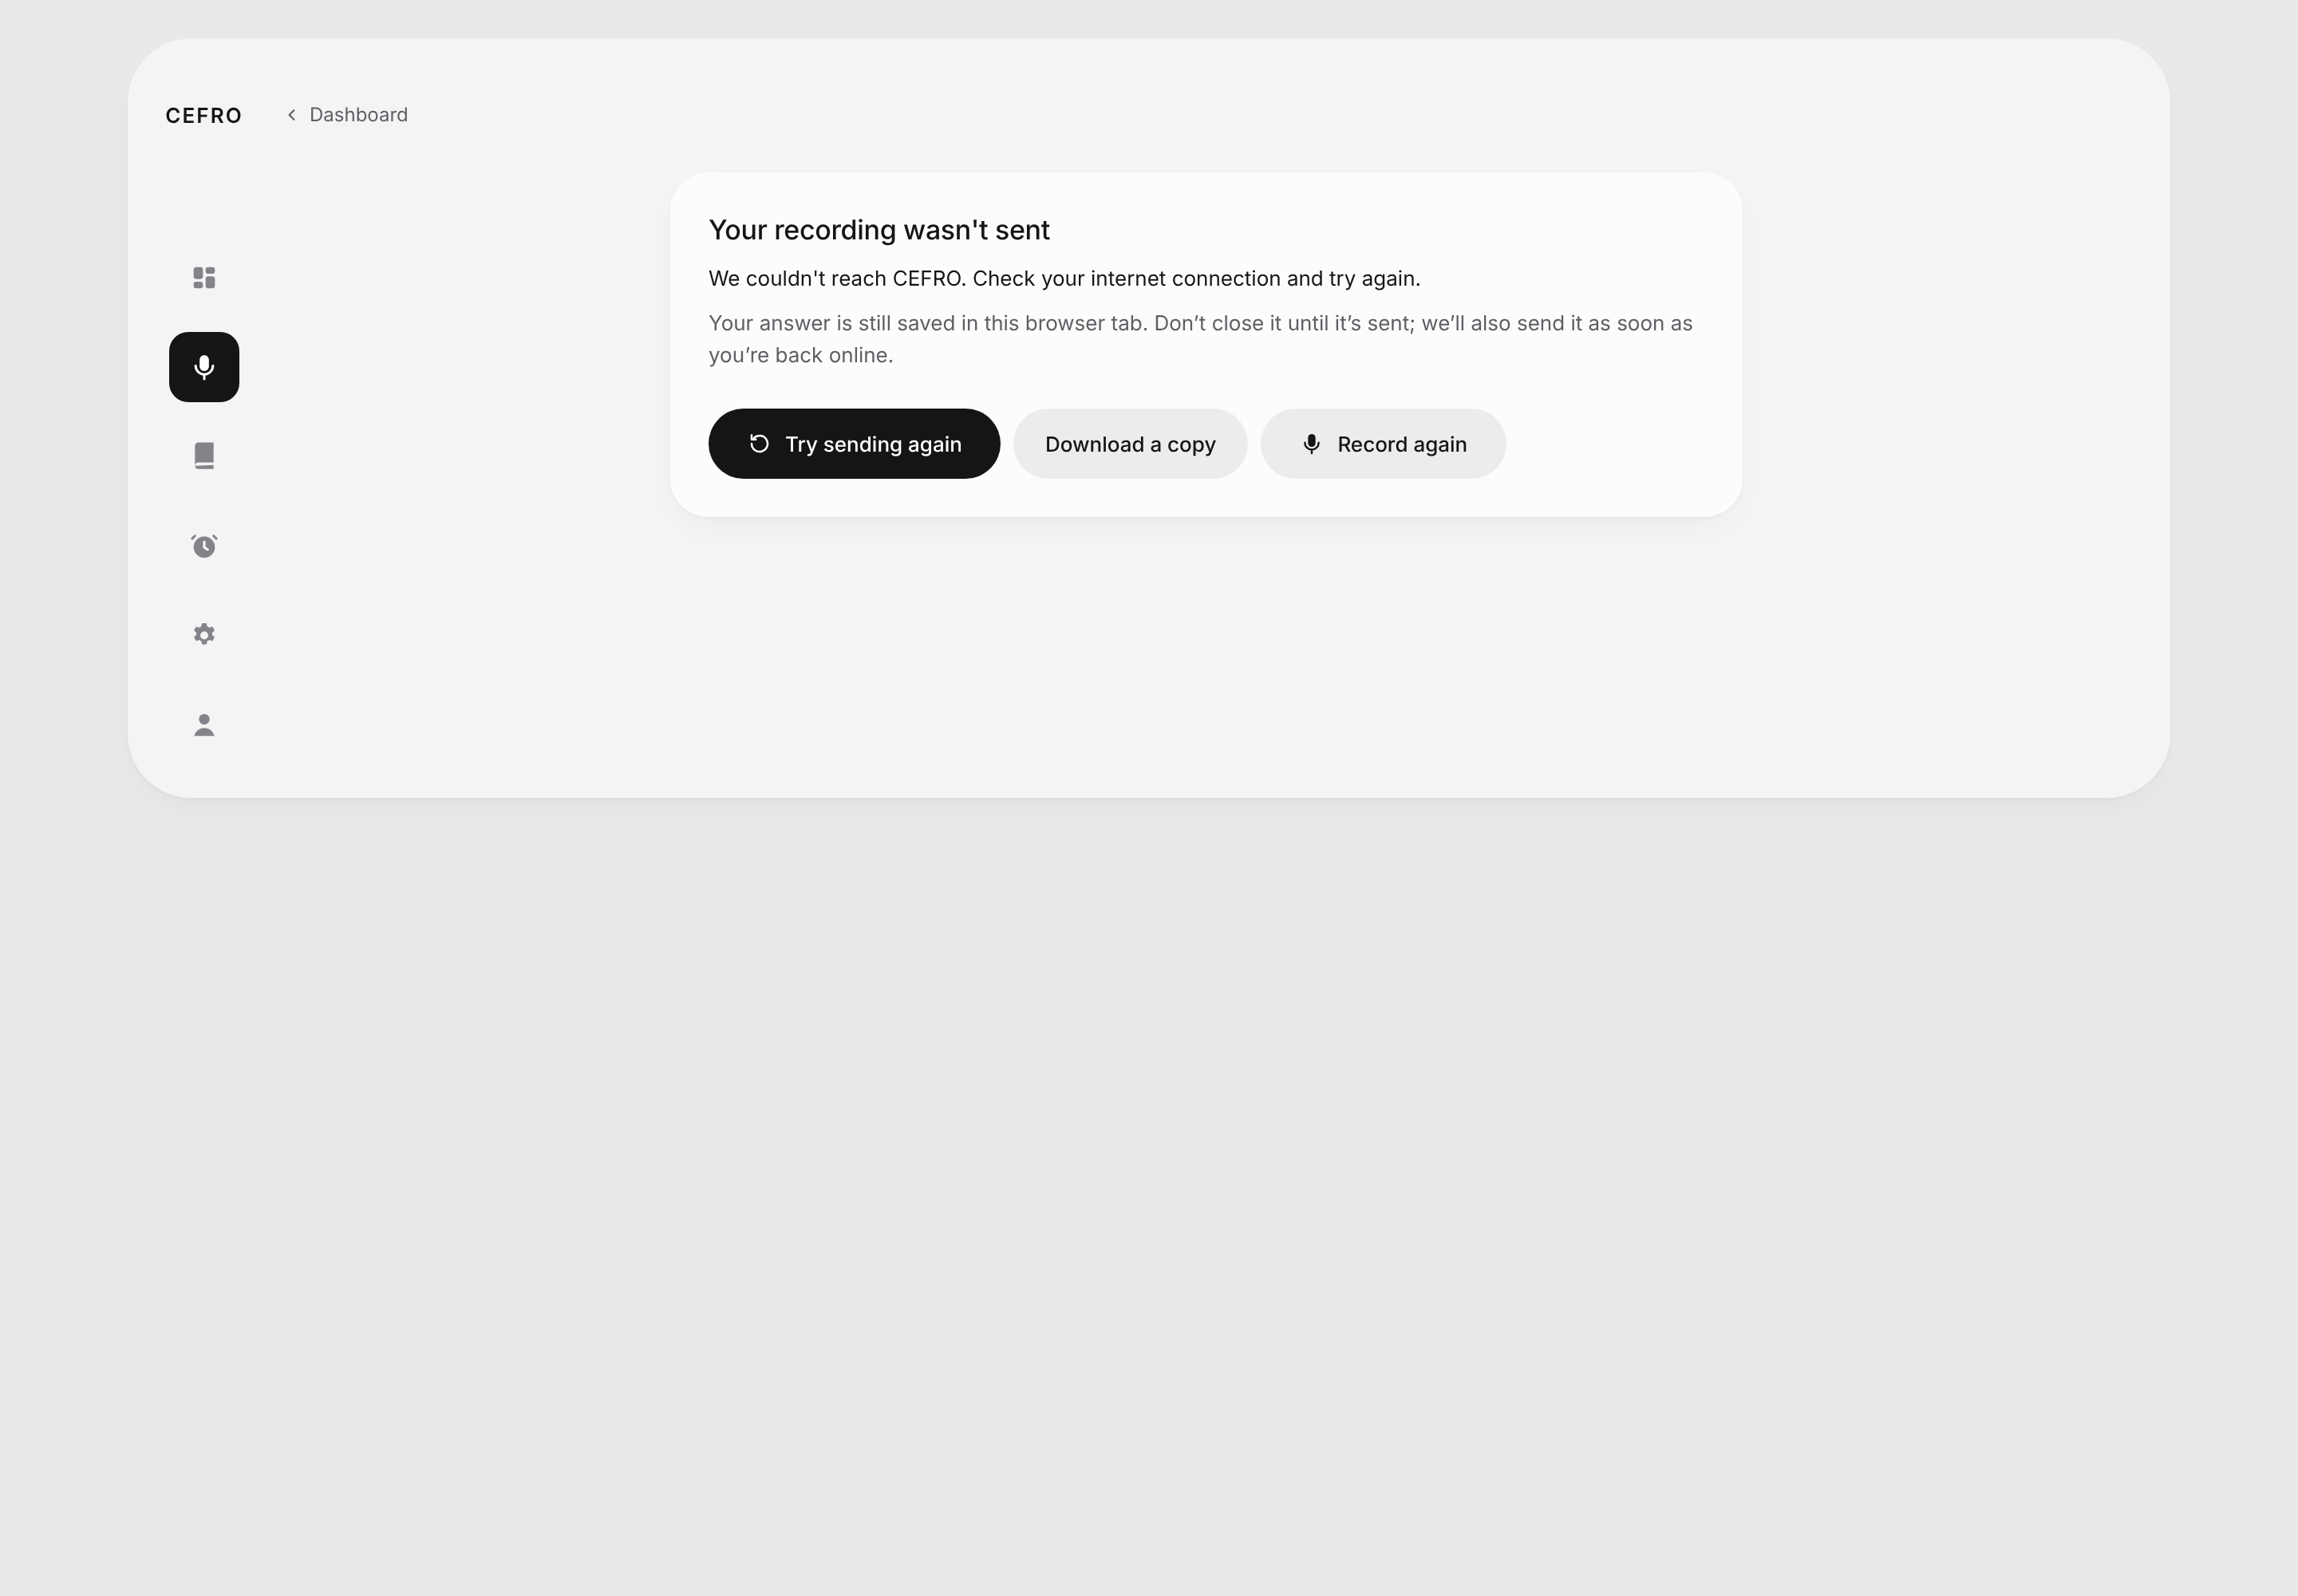 CEFRO
Dashboard
Your recording wasn't sent
We couldn't reach CEFRO. Check your internet connection and try again.
Your answer is still saved in this browser tab. Don’t close it until it’s sent; we’ll also send it as soon as
you’re back online.
Try sending again
Download a copy
Record again